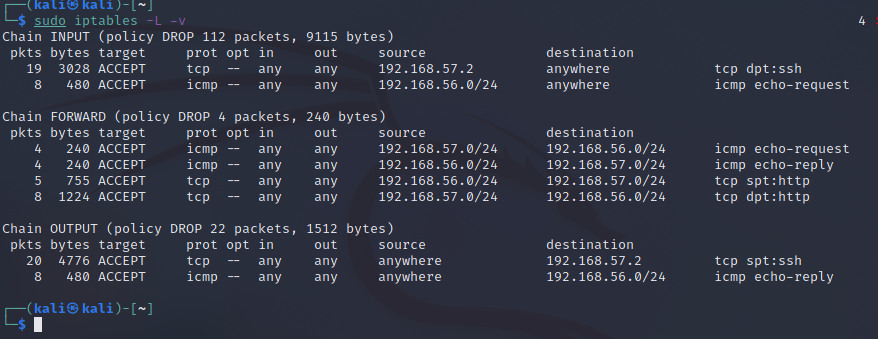 ┌──(kali㉿kali)-[~]
└─$ sudo iptables -L -v 4
Chain INPUT (policy DROP 112 packets, 9115 bytes)
 pkts bytes target     prot opt in     out     source               destination
   19  3028 ACCEPT     tcp  --  any    any     192.168.57.2         anywhere             tcp dpt:ssh
    8   480 ACCEPT     icmp --  any    any     192.168.56.0/24      anywhere             icmp echo-request
Chain FORWARD (policy DROP 4 packets, 240 bytes)
 pkts bytes target     prot opt in     out     source               destination
    4   240 ACCEPT     icmp --  any    any     192.168.57.0/24      192.168.56.0/24      icmp echo-request
    4   240 ACCEPT     icmp --  any    any     192.168.56.0/24      192.168.57.0/24      icmp echo-reply
    5   755 ACCEPT     tcp  --  any    any     192.168.56.0/24      192.168.57.0/24      tcp spt:http
    8  1224 ACCEPT     tcp  --  any    any     192.168.57.0/24      192.168.56.0/24      tcp dpt:http
Chain OUTPUT (policy DROP 22 packets, 1512 bytes)
 pkts bytes target     prot opt in     out     source               destination
   20  4776 ACCEPT     tcp  --  any    any     anywhere             192.168.57.2         tcp spt:ssh
    8   480 ACCEPT     icmp --  any    any     anywhere             192.168.56.0/24      icmp echo-reply
┌──(kali㉿kali)-[~]
└─$